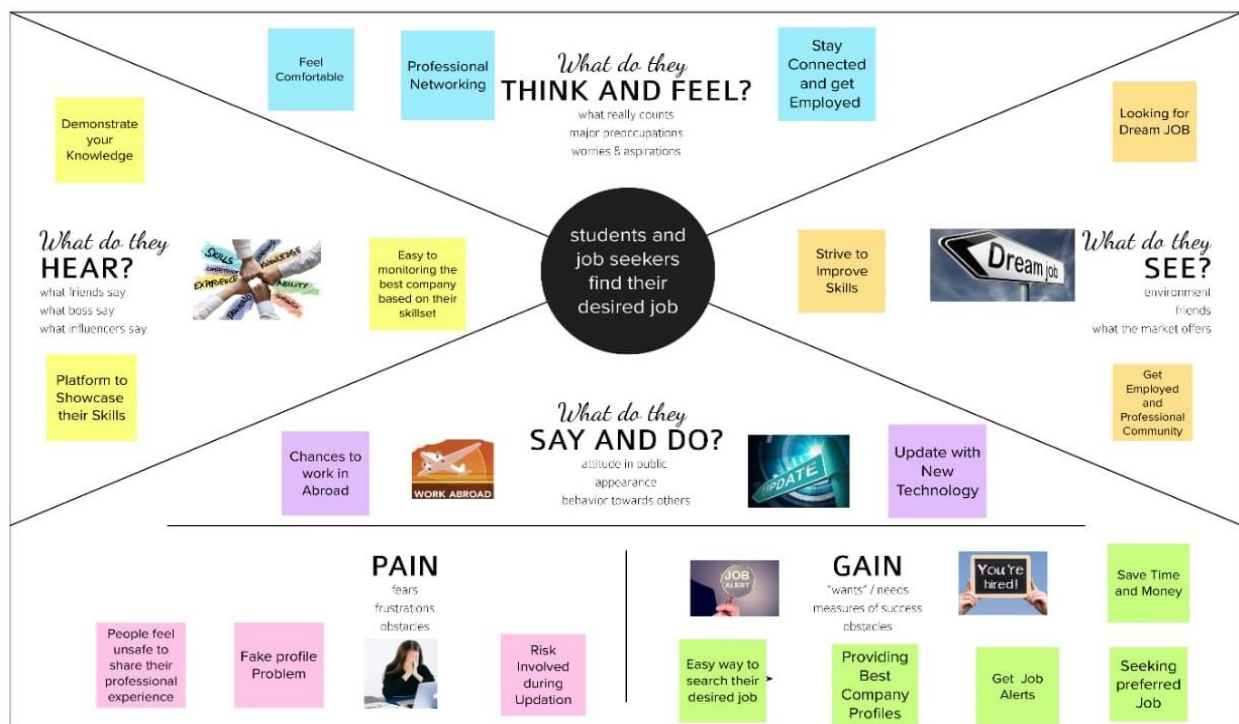 Feel
Comfortable
Professional
Networking
What do they
THINK AND FEEL?
what really counts
major preoccupations
worries & aspirations
Stay
Connected
and get
Employed
Demonstrate
your
Knowledge
What do they
HEAR?
what friends say
what boss say
what influencers say
SKILLS
KNOWLEDGE
EXPERIENCE
ABILITY
TRAINING
Easy to
monitoring the
best company
based on their
skillset
Platform to
Showcase
their Skills
students and
job seekers
find their
desired job
Looking for
Dream JOB
Strive to
Improve
Skills
Dream job
What do they
SEE?
environment
friends
what the market offers
Get
Employed
and
Professional
Community
What do they
SAY AND DO?
attitude in public
appearance
behavior towards others
Chances to
work in
Abroad
WORK ABROAD
UPDATE
Update with
New
Technology
PAIN
fears
frustrations
obstacles
People feel
unsafe to
share their
professional
experience
Fake profile
Problem
Risk
Involved
during
Updation
GAIN
"wants" / needs
measures of success
obstacles
JOB
ALERT
You're
hired!
Save Time
and Money
Easy way to
search their
desired job
Providing
Best
Company
Profiles
Get Job
Alerts
Seeking
preferred
Job